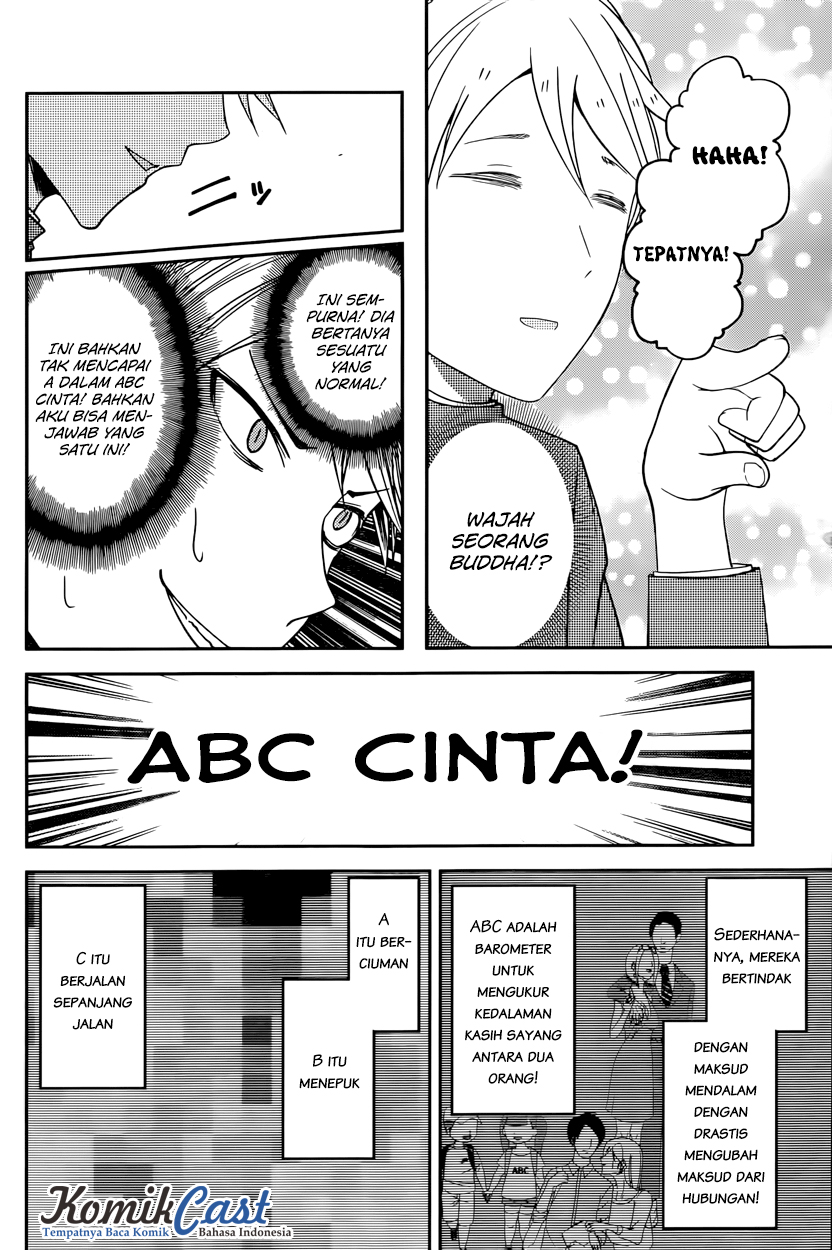 HAHA!
TEPATNYA!
WAJAH
SEORANG
BUDDHA!?
ニッ
INI SEM-
PURNA! DIA
BERTANYA
SESUATU
YANG
NORMAL!
INI BAHKAN
TAK MENCAPAI
A DALAM ABC
CINTA! BAHKAN
AKU BISA MEN-
JAWAB YANG
SATU INI!
ABC CINTA!
SEDERHANA-
NYA, MEREKA
BERTINDAK
DENGAN
MAKSUD
MENDALAM
DENGAN
DRASTIS
MENGUBAH
MAKSUD DARI
HUBUNGAN!
ABC ADALAH
BAROMETER
UNTUK
MENGUKUR
KEDALAMAN
KASIH SAYANG
ANTARA DUA
ORANG!
ABC
A
ITU BER-
CIUMAN
B ITU
MENEPUK
C ITU
BERJALAN
SEPANJANG
JALAN
KomikCast
Tempatnya Baca Komik Bahasa Indonesia